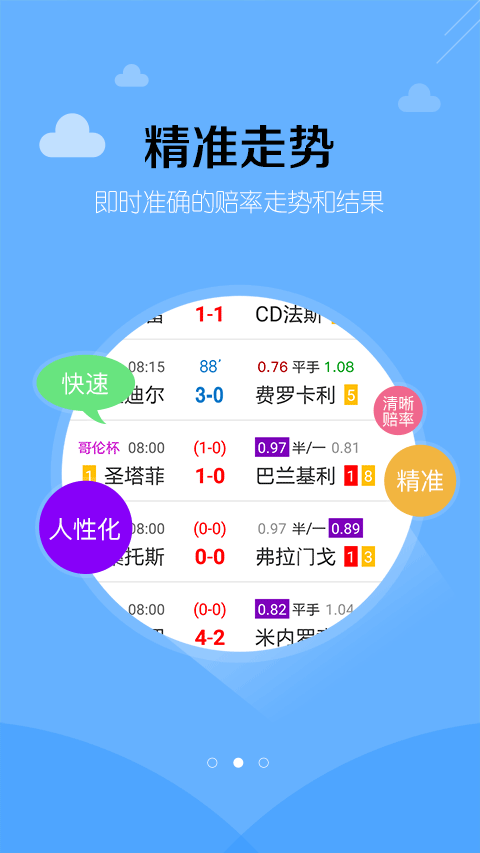 精准走势
即时准确的赔率走势和结果
1-1 CD法斯
08:15 88′ 0.76 平手 1.08
快速
迪尔 3-0 费罗卡利 5
清晰
赔率
哥伦杯 08:00 (1-0) 0.97 半/一 0.81
1 圣塔菲 1-0 巴兰基利 1 8
精准
人性化
08:00 (0-0) 0.97 半/一 0.89
托斯 0-0 弗拉门戈 1 3
08:00 (0-0) 0.82 平手 1.04
4-2 米内罗